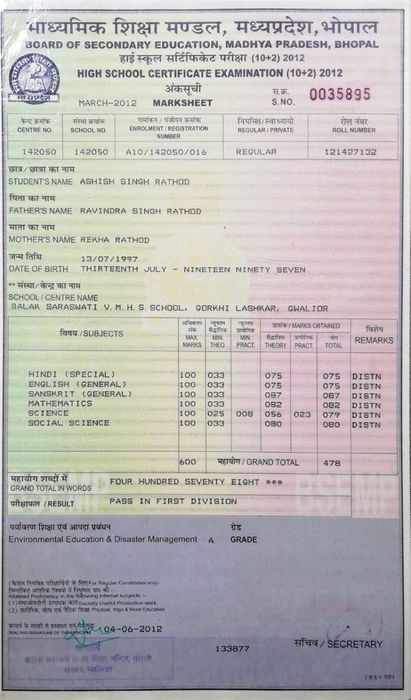 माध्यमिक शिक्षा मण्डल, मध्यप्रदेश, भोपाल
BOARD OF SECONDARY EDUCATION, MADHYA PRADESH, BHOPAL
हाई स्कूल सर्टिफिकेट परीक्षा (10+2) 2012
HIGH SCHOOL CERTIFICATE EXAMINATION (10+2) 2012
अंकसूची स.क्र.
MARCH-2012 MARKSHEET S.NO. 0035895
केन्द्र क्रमांक संस्था क्रमांक नामांकन / पंजीयन क्रमांक नियमित/स्वाध्यायी रोल नंबर
CENTRE NO. SCHOOL NO. ENROLMENT / REGISTRATION NUMBER REGULAR / PRIVATE ROLL NUMBER
142050 142050 A10/142050/016 REGULAR 121427132
छात्र / छात्रा का नाम
STUDENT'S NAME ASHISH SINGH RATHOD
पिता का नाम
FATHER'S NAME RAVINDRA SINGH RATHOD
माता का नाम
MOTHER'S NAME REKHA RATHOD
जन्म तिथि 13/07/1997
DATE OF BIRTH THIRTEENTH JULY - NINETEEN NINETY SEVEN
** संस्था/ केन्द्र का नाम
SCHOOL / CENTRE NAME
BALAK SARASWATI V.M.H.S.SCHOOL, GORKHI LASHKAR, GWALIOR
अधिकतम अंक न्यूनतम सैद्धांतिक न्यूनतम प्रायोगिक प्राप्तांक / MARKS OBTAINED विशेष
विषय / SUBJECTS MAX. MARKS MIN. THEO. MIN. PRACT. सैद्धांतिक THEORY प्रायोगिक PRACT. योग TOTAL REMARKS
HINDI (SPECIAL) 100 033 075 075 DISTN
ENGLISH (GENERAL) 100 033 075 075 DISTN
SANSKRIT (GENERAL) 100 033 087 087 DISTN
MATHEMATICS 100 033 082 082 DISTN
SCIENCE 100 025 008 056 023 079 DISTN
SOCIAL SCIENCE 100 033 080 080 DISTN
600 महायोग / GRAND TOTAL 478
महायोग शब्दों में
GRAND TOTAL IN WORDS FOUR HUNDRED SEVENTY EIGHT ***
परीक्षाफल / RESULT PASS IN FIRST DIVISION
पर्यावरण शिक्षा एवं आपदा प्रबंधन ग्रेड
Environmental Education & Disaster Management A GRADE
(केवल नियमित परीक्षार्थियों के लिए For Regular Candidates only)
Attained Proficiency in the following internal subjects :-
(1) समाजोपयोगी उत्पादक कार्य Socially Useful Productive work.
(2) शारीरिक, योग एवं नैतिक शिक्षा Physical, Yoga & Moral Education
04-06-2012
133877 सचिव / SECRETARY